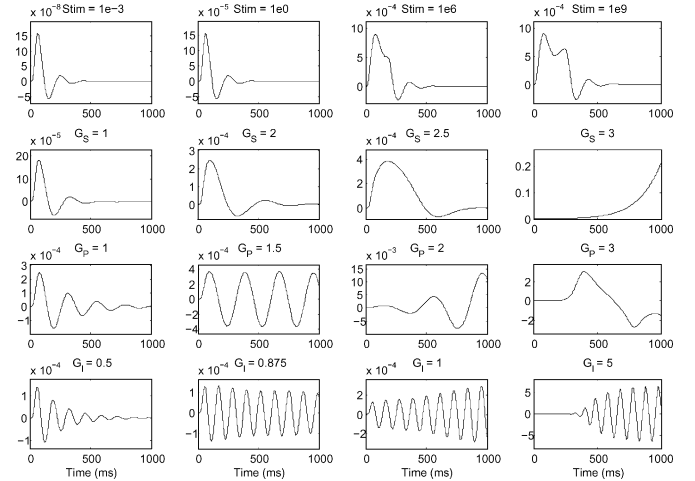 x 10⁻⁸ Stim = 1e−3
15
10
5
0
−5
0 500 1000
x 10⁻⁵ Stim = 1e0
15
10
5
0
−5
0 500 1000
x 10⁻⁴ Stim = 1e6
10
5
0
0 500 1000
x 10⁻⁴ Stim = 1e9
10
5
0
0 500 1000
x 10⁻⁵ G_S = 1
20
15
10
5
0
−5
0 500 1000
x 10⁻⁴ G_S = 2
3
2
1
0
0 500 1000
x 10⁻⁴ G_S = 2.5
4
2
0
0 500 1000
G_S = 3
0.2
0.1
0
0 500 1000
x 10⁻⁴ G_P = 1
3
2
1
0
−1
0 500 1000
x 10⁻⁴ G_P = 1.5
4
2
0
−2
−4
0 500 1000
x 10⁻³ G_P = 2
15
10
5
0
−5
0 500 1000
G_P = 3
2
0
−2
0 500 1000
x 10⁻⁴ G_I = 0.5
1
0
−1
0 500 1000
Time (ms)
x 10⁻⁴ G_I = 0.875
1
0
−1
0 500 1000
Time (ms)
x 10⁻⁴ G_I = 1
2
0
−2
0 500 1000
Time (ms)
G_I = 5
5
0
−5
0 500 1000
Time (ms)